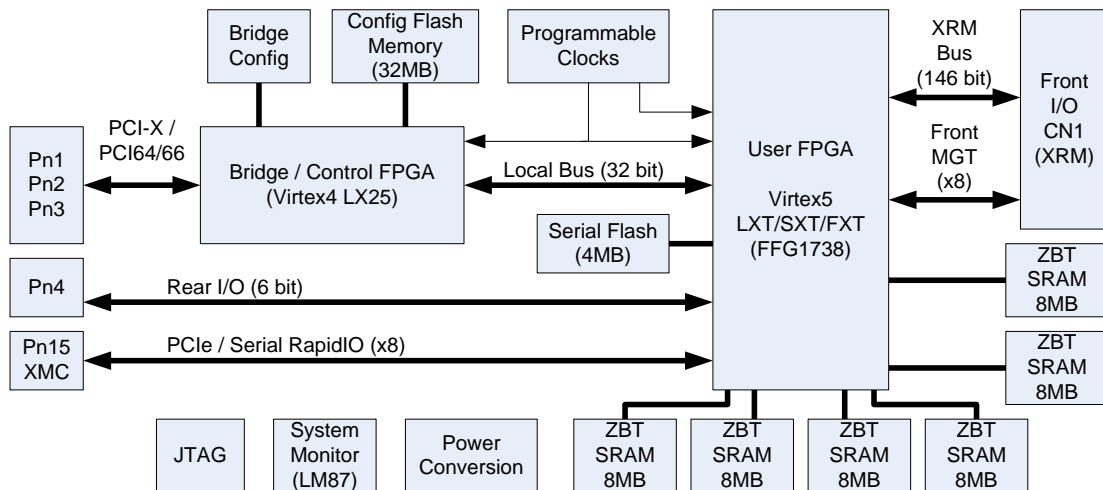 Bridge
Config
Config Flash
Memory
(32MB)
Programmable
Clocks
XRM
Bus
(146 bit)
Front
I/O
CN1
(XRM)
PCI-X /
PCI64/66
Pn1
Pn2
Pn3
Bridge / Control FPGA
(Virtex4 LX25)
Local Bus (32 bit)
User FPGA
Virtex5
LXT/SXT/FXT
(FFG1738)
Front
MGT
(x8)
Serial Flash
(4MB)
Pn4
Rear I/O (6 bit)
ZBT
SRAM
8MB
Pn15
XMC
PCIe / Serial RapidIO (x8)
ZBT
SRAM
8MB
JTAG
System
Monitor
(LM87)
Power
Conversion
ZBT
SRAM
8MB
ZBT
SRAM
8MB
ZBT
SRAM
8MB
ZBT
SRAM
8MB